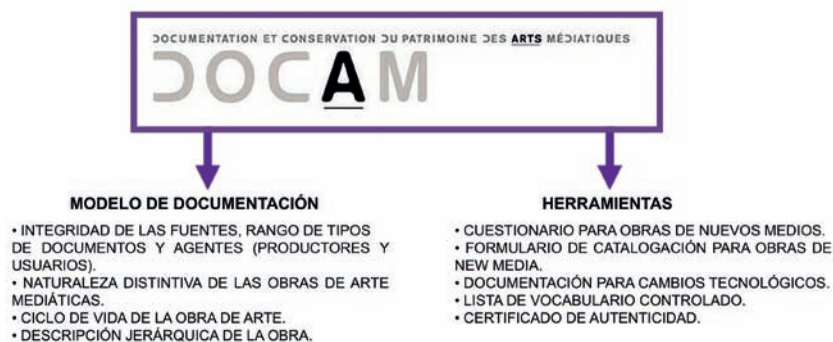 DOCUMENTATION ET CONSERVATION DU PATRIMOINE DES ARTS MÉDIATIQUES
DOCAM
MODELO DE DOCUMENTACIÓN
• INTEGRIDAD DE LAS FUENTES, RANGO DE TIPOS
DE DOCUMENTOS Y AGENTES (PRODUCTORES Y
USUARIOS).
• NATURALEZA DISTINTIVA DE LAS OBRAS DE ARTE
MEDIÁTICAS.
• CICLO DE VIDA DE LA OBRA DE ARTE.
• DESCRIPCIÓN JERÁRQUICA DE LA OBRA.
HERRAMIENTAS
• CUESTIONARIO PARA OBRAS DE NUEVOS MEDIOS.
• FORMULARIO DE CATALOGACIÓN PARA OBRAS DE
NEW MEDIA.
• DOCUMENTACIÓN PARA CAMBIOS TECNOLÓGICOS.
• LISTA DE VOCABULARIO CONTROLADO.
• CERTIFICADO DE AUTENTICIDAD.